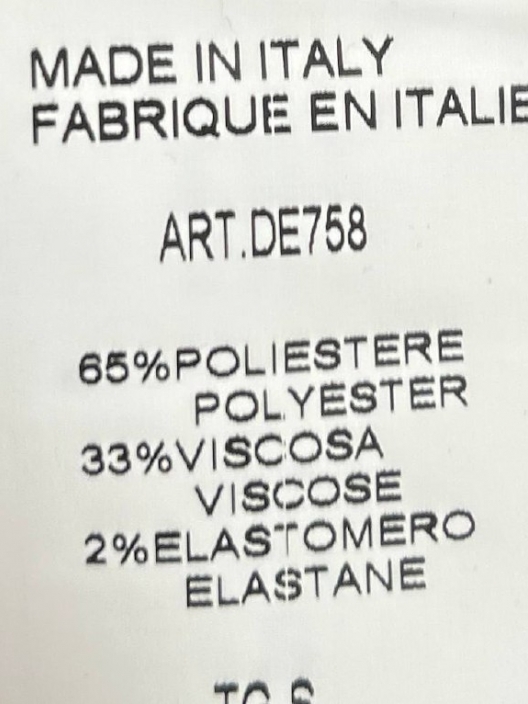 MADE IN ITALY
FABRIQUE EN ITALIE
ART.DE758
65%POLIESTERE
POLYESTER
33%VISCOSA
VISCOSE
2%ELASTOMERO
ELASTANE